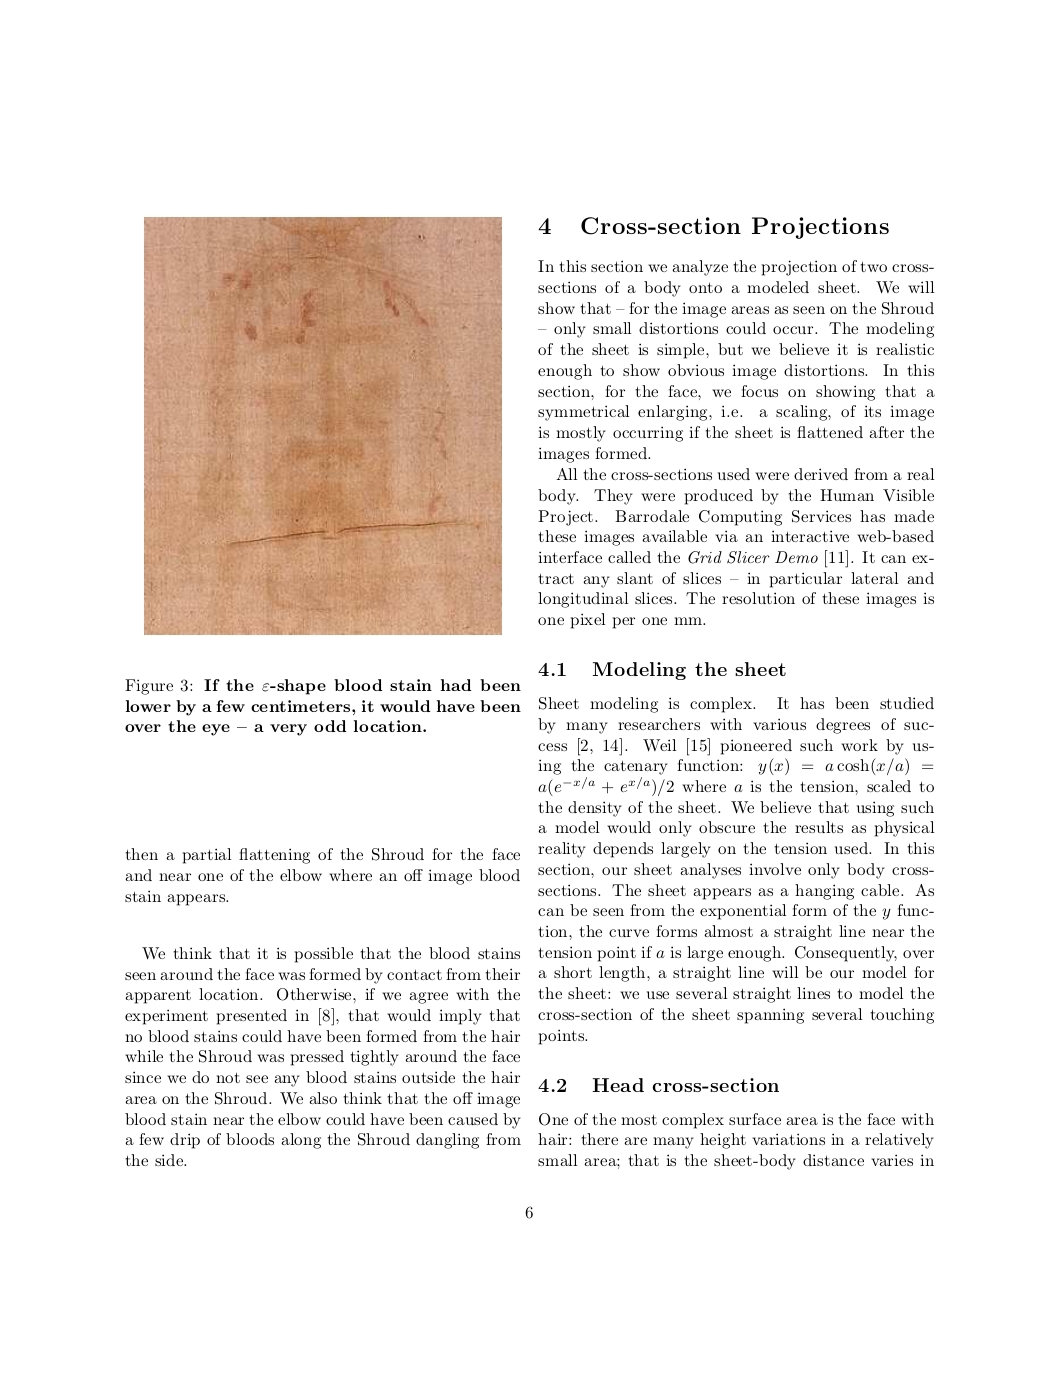 Figure 3: If the ε-shape blood stain had been
lower by a few centimeters, it would have been
over the eye – a very odd location.
then a partial flattening of the Shroud for the face
and near one of the elbow where an off image blood
stain appears.
We think that it is possible that the blood stains
seen around the face was formed by contact from their
apparent location. Otherwise, if we agree with the
experiment presented in [8], that would imply that
no blood stains could have been formed from the hair
while the Shroud was pressed tightly around the face
since we do not see any blood stains outside the hair
area on the Shroud. We also think that the off image
blood stain near the elbow could have been caused by
a few drip of bloods along the Shroud dangling from
the side.
4 Cross-section Projections
In this section we analyze the projection of two cross-
sections of a body onto a modeled sheet. We will
show that – for the image areas as seen on the Shroud
– only small distortions could occur. The modeling
of the sheet is simple, but we believe it is realistic
enough to show obvious image distortions. In this
section, for the face, we focus on showing that a
symmetrical enlarging, i.e. a scaling, of its image
is mostly occurring if the sheet is flattened after the
images formed.
All the cross-sections used were derived from a real
body. They were produced by the Human Visible
Project. Barrodale Computing Services has made
these images available via an interactive web-based
interface called the Grid Slicer Demo [11]. It can ex-
tract any slant of slices – in particular lateral and
longitudinal slices. The resolution of these images is
one pixel per one mm.
4.1 Modeling the sheet
Sheet modeling is complex. It has been studied
by many researchers with various degrees of suc-
cess [2, 14]. Weil [15] pioneered such work by us-
ing the catenary function: y(x) = a cosh(x/a) =
a(e^{−x/a} + e^{x/a})/2 where a is the tension, scaled to
the density of the sheet. We believe that using such
a model would only obscure the results as physical
reality depends largely on the tension used. In this
section, our sheet analyses involve only body cross-
sections. The sheet appears as a hanging cable. As
can be seen from the exponential form of the y func-
tion, the curve forms almost a straight line near the
tension point if a is large enough. Consequently, over
a short length, a straight line will be our model for
the sheet: we use several straight lines to model the
cross-section of the sheet spanning several touching
points.
4.2 Head cross-section
One of the most complex surface area is the face with
hair: there are many height variations in a relatively
small area; that is the sheet-body distance varies in
6